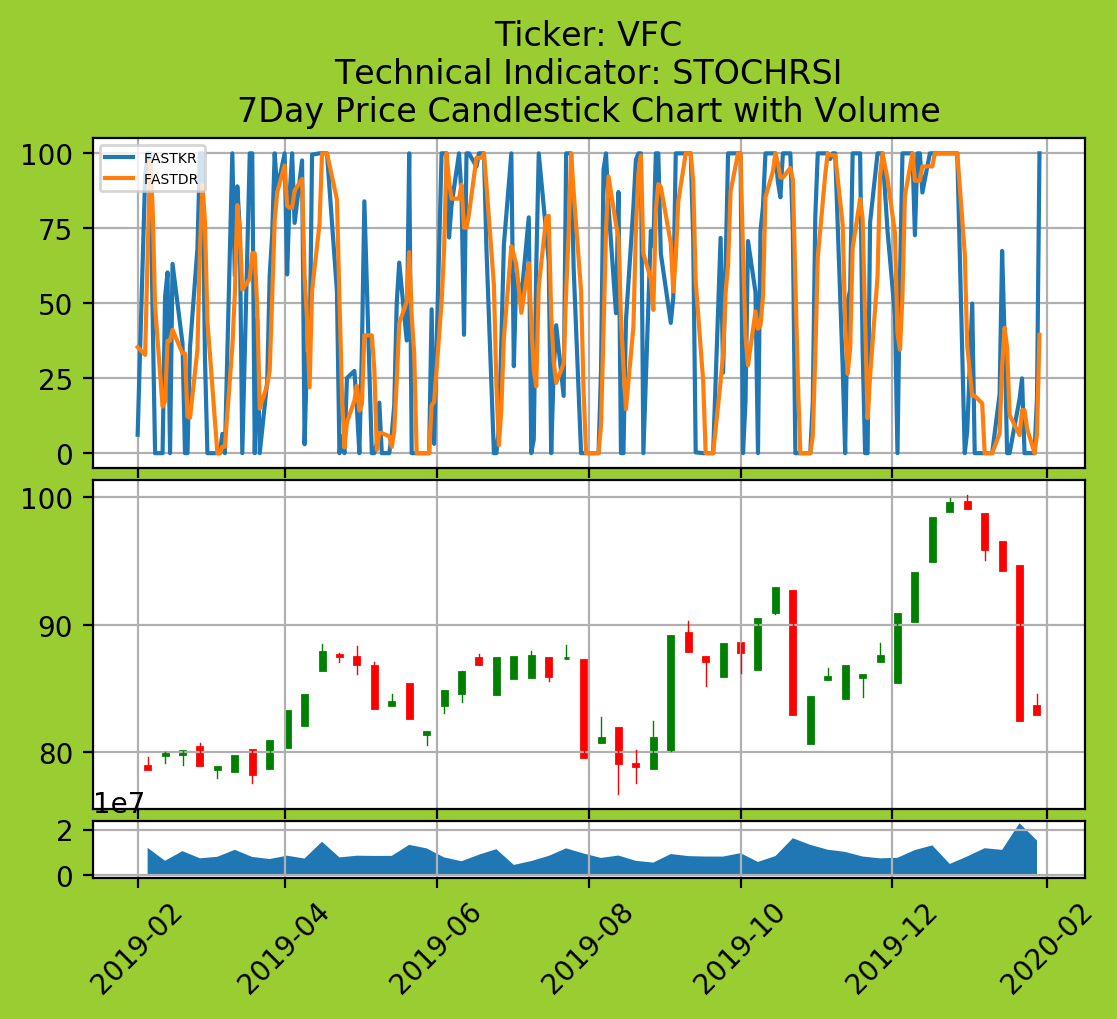 Ticker: VFC
Technical Indicator: STOCHRSI
7Day Price Candlestick Chart with Volume
100
75
50
25
0
FASTKR
FASTDR
100
90
80
1e7
2
0
2019-02
2019-04
2019-06
2019-08
2019-10
2019-12
2020-02